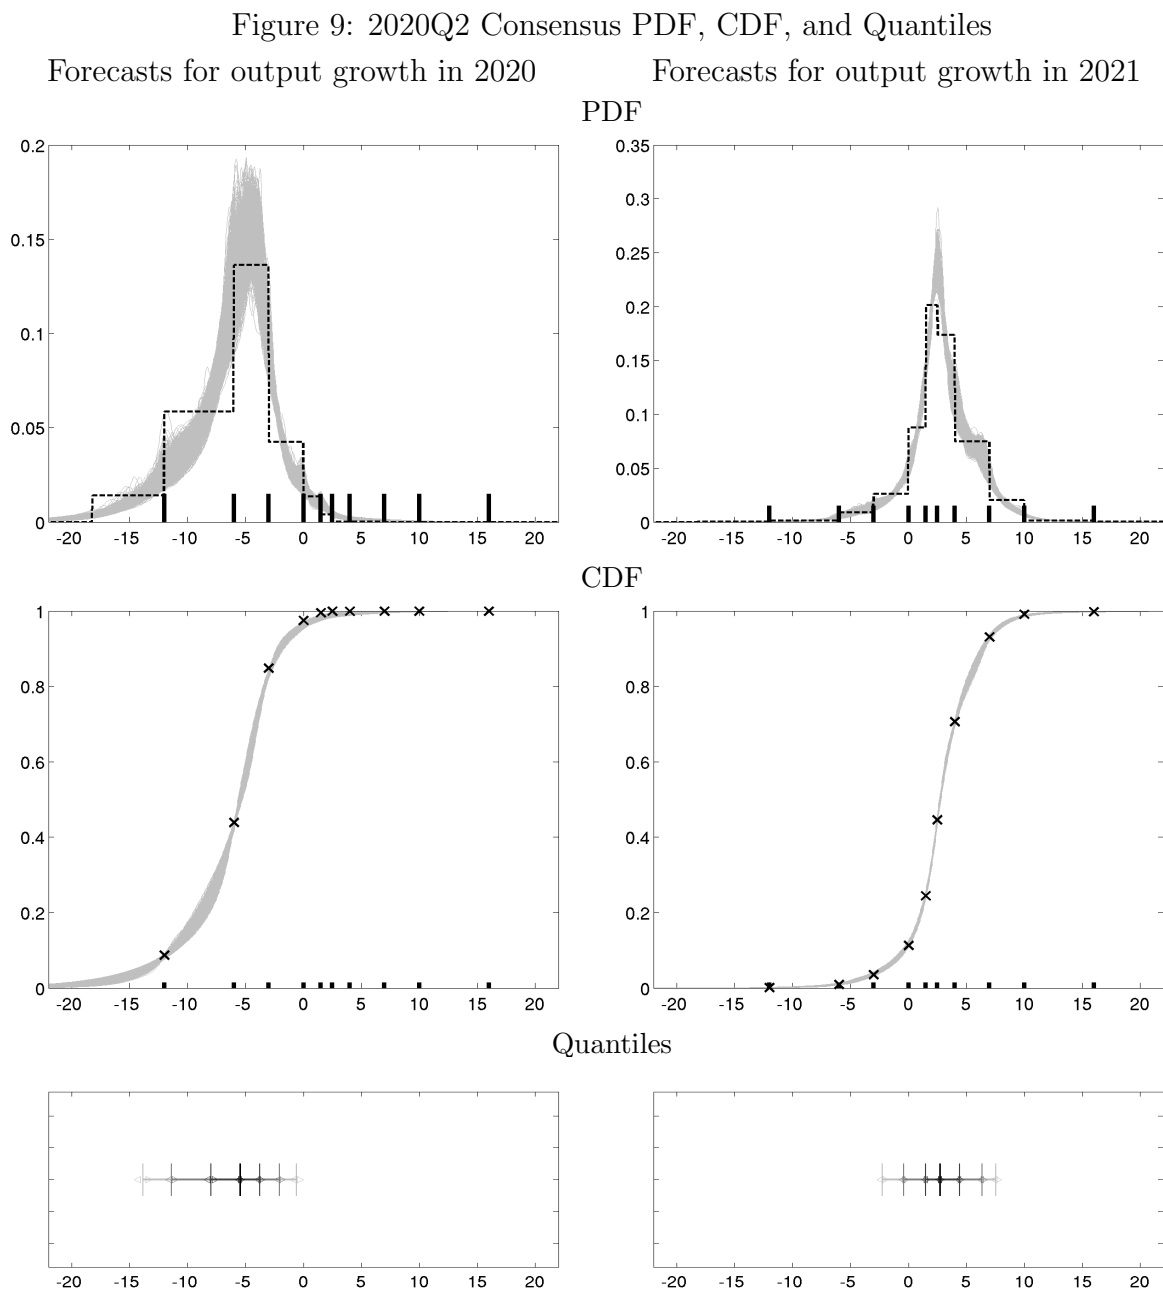 Figure 9: 2020Q2 Consensus PDF, CDF, and Quantiles
Forecasts for output growth in 2020
Forecasts for output growth in 2021
PDF
0.2
0.15
0.1
0.05
0
-20 -15 -10 -5 0 5 10 15 20
0.35
0.3
0.25
0.2
0.15
0.1
0.05
0
-20 -15 -10 -5 0 5 10 15 20
CDF
1
0.8
0.6
0.4
0.2
0
-20 -15 -10 -5 0 5 10 15 20
1
0.8
0.6
0.4
0.2
0
-20 -15 -10 -5 0 5 10 15 20
Quantiles
-20 -15 -10 -5 0 5 10 15 20
-20 -15 -10 -5 0 5 10 15 20